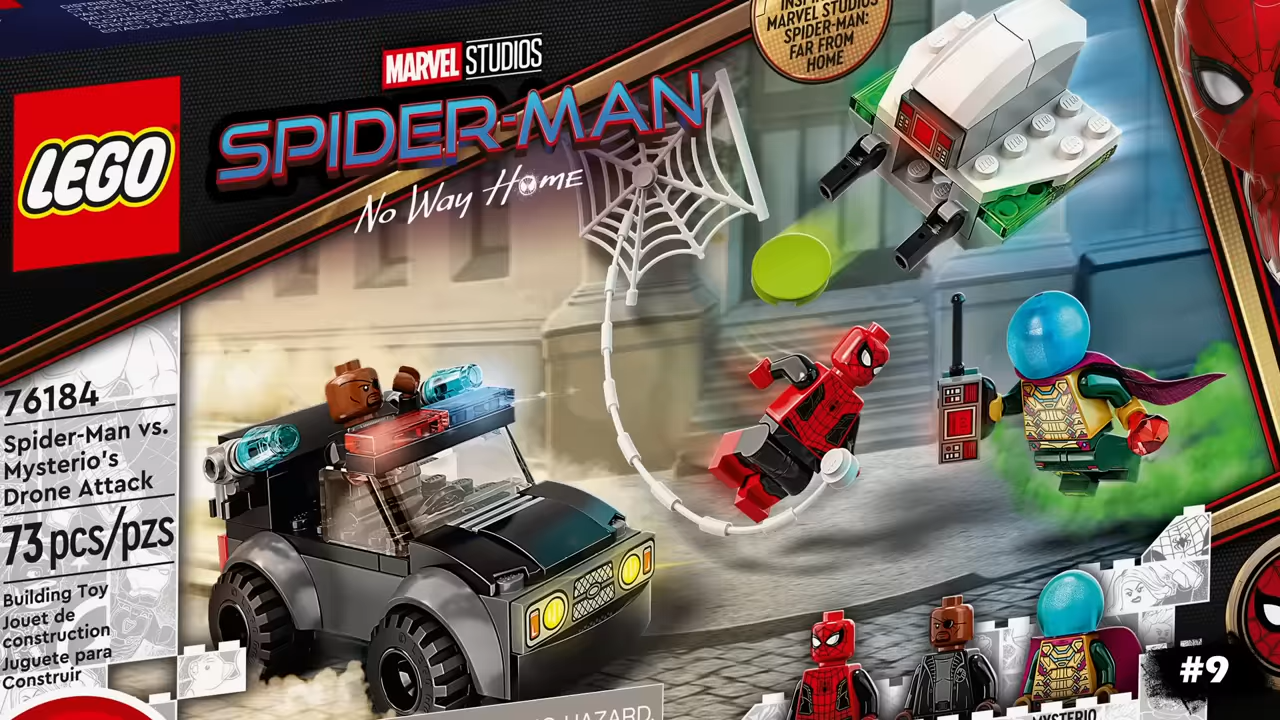 MARVEL STUDIOS
SPIDER-MAN
No Way Home
LEGO
MARVEL STUDIOS
SPIDER-MAN:
FAR FROM
HOME
76184
Spider-Man vs.
Mysterio's
Drone Attack
73 pcs/pzs
Building Toy
Jouet de
construction
Juguete para
Construir
HAZARD.
MYSTERIO
#9